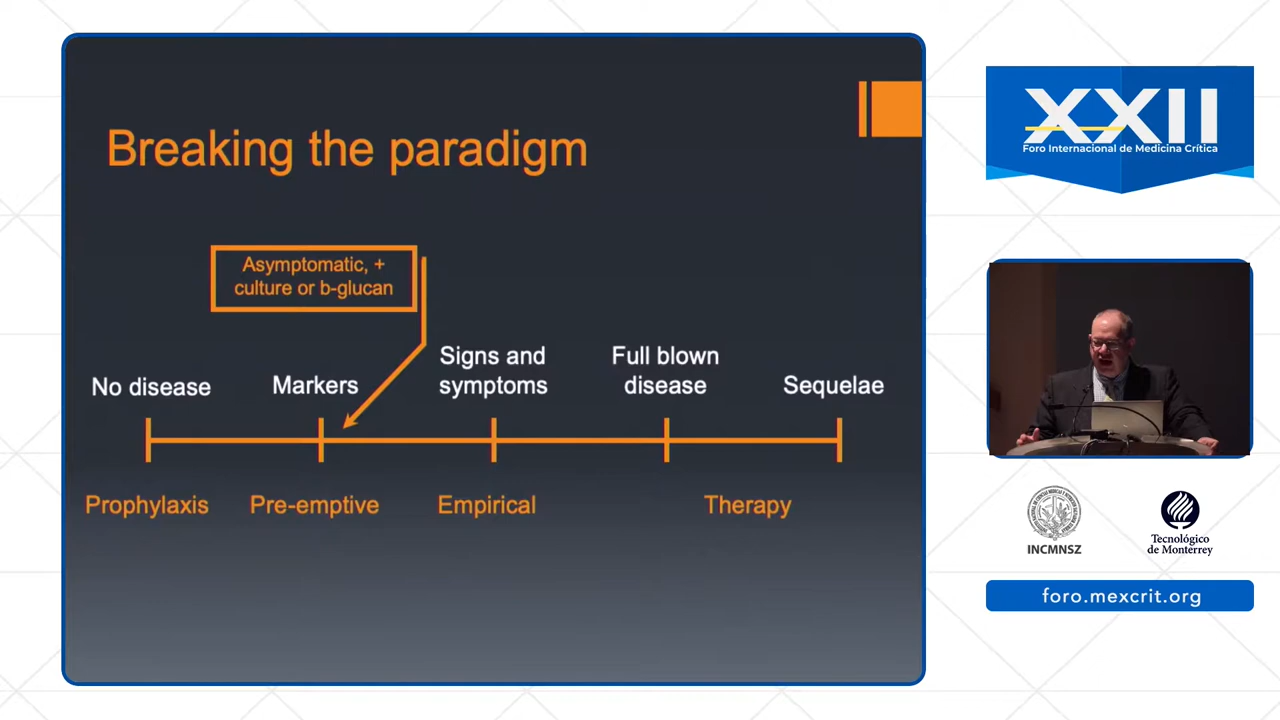 Breaking the paradigm
Asymptomatic, +
culture or b-glucan
No disease
Markers
Signs and
symptoms
Full blown
disease
Sequelae
Prophylaxis
Pre-emptive
Empirical
Therapy
XXII
Foro Internacional de Medicina Crítica
INCMNSZ
Tecnológico
de Monterrey
foro.mexcrit.org